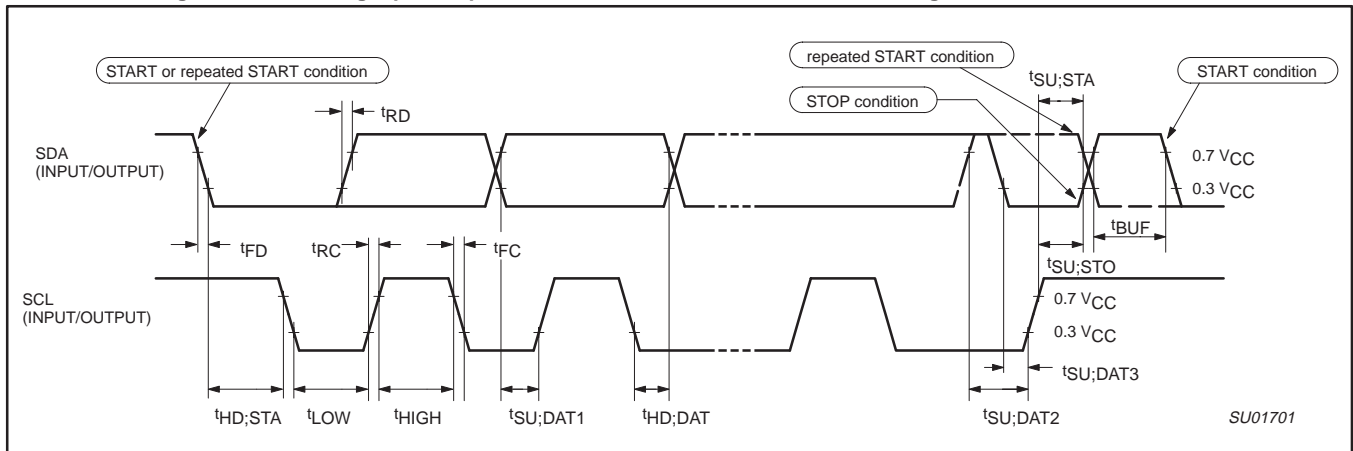 START or repeated START condition
repeated START condition
STOP condition
START condition
tSU;STA
tRD
SDA
(INPUT/OUTPUT)
0.7 VCC
0.3 VCC
tFD
tRC
tFC
tBUF
tSU;STO
SCL
(INPUT/OUTPUT)
0.7 VCC
0.3 VCC
tSU;DAT3
tHD;STA
tLOW
tHIGH
tSU;DAT1
tHD;DAT
tSU;DAT2
SU01701